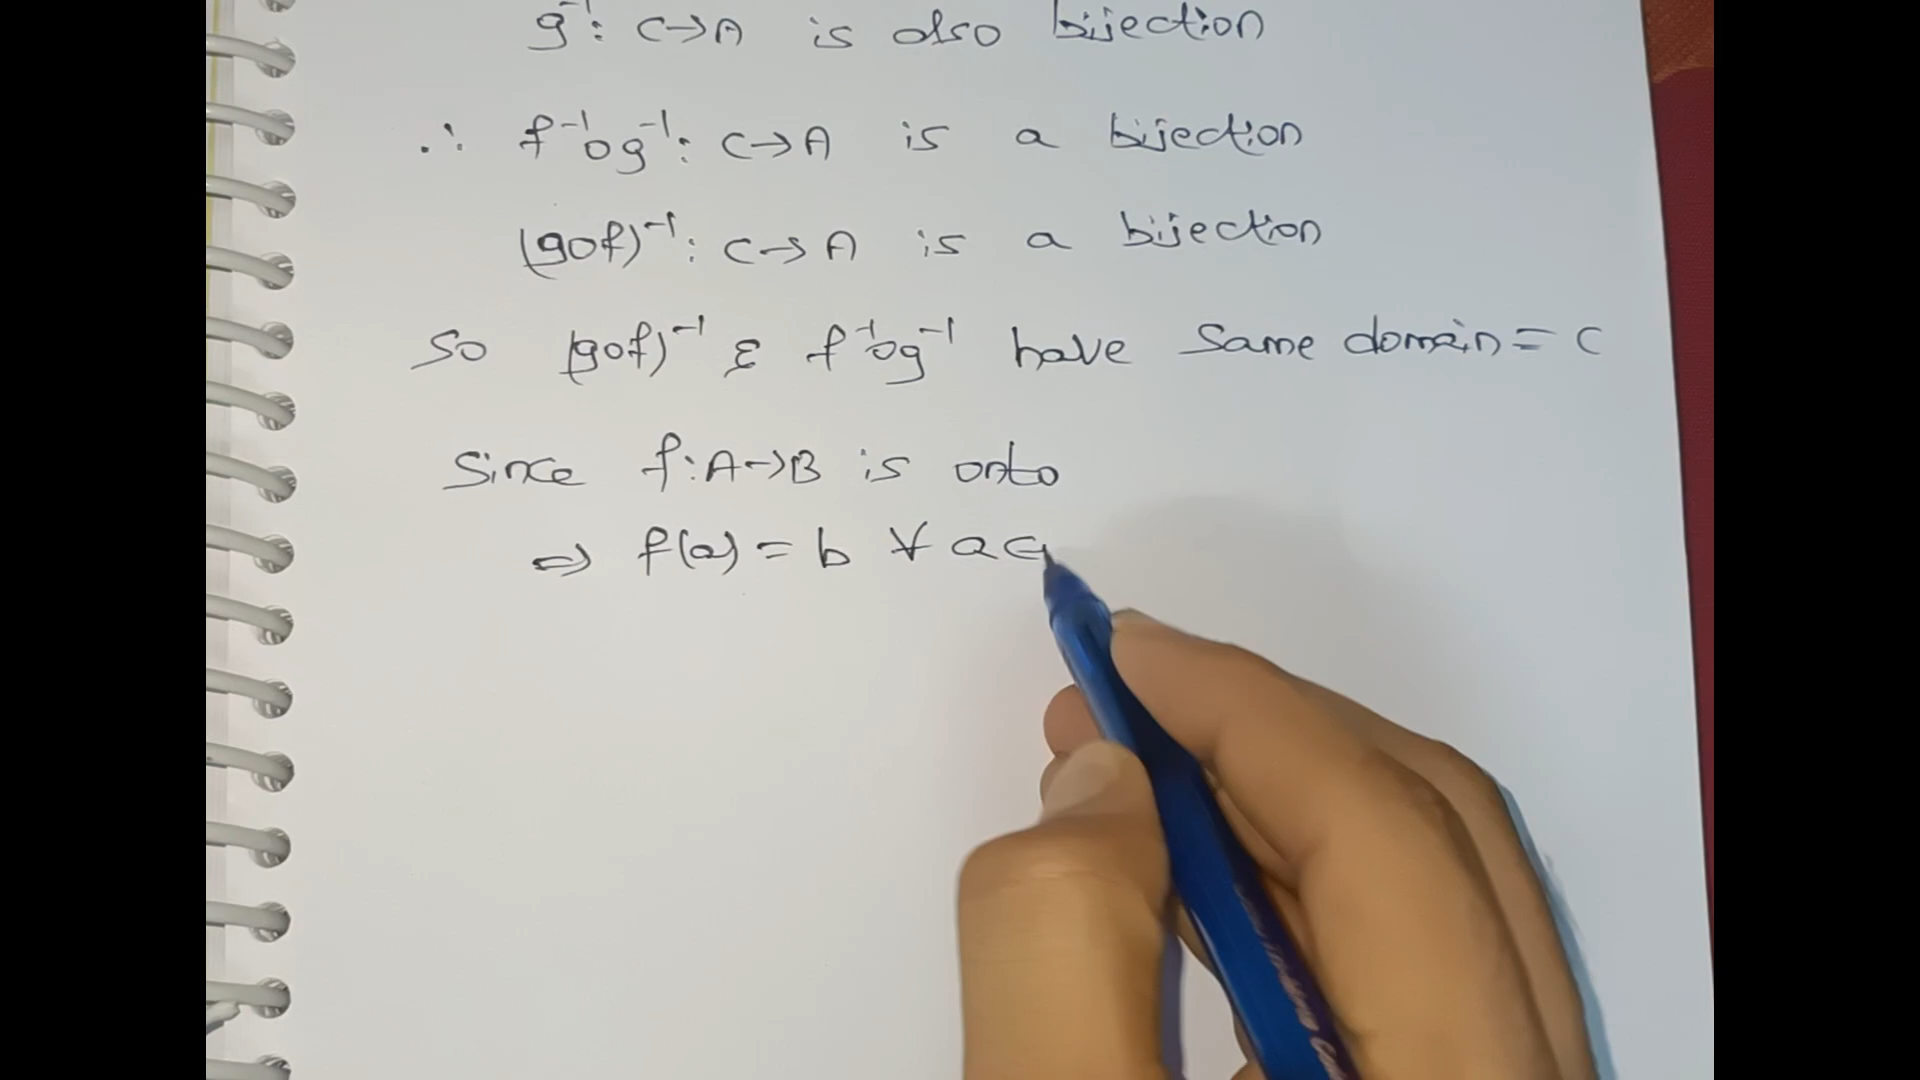 g⁻¹: C→A is also bijection
∴ f⁻¹og⁻¹: C→A is a bijection
(gof)⁻¹: C→A is a bijection
So (gof)⁻¹ & f⁻¹og⁻¹ have same domain = C
Since f:A→B is onto
⇒ f(a) = b ∀ a ∈